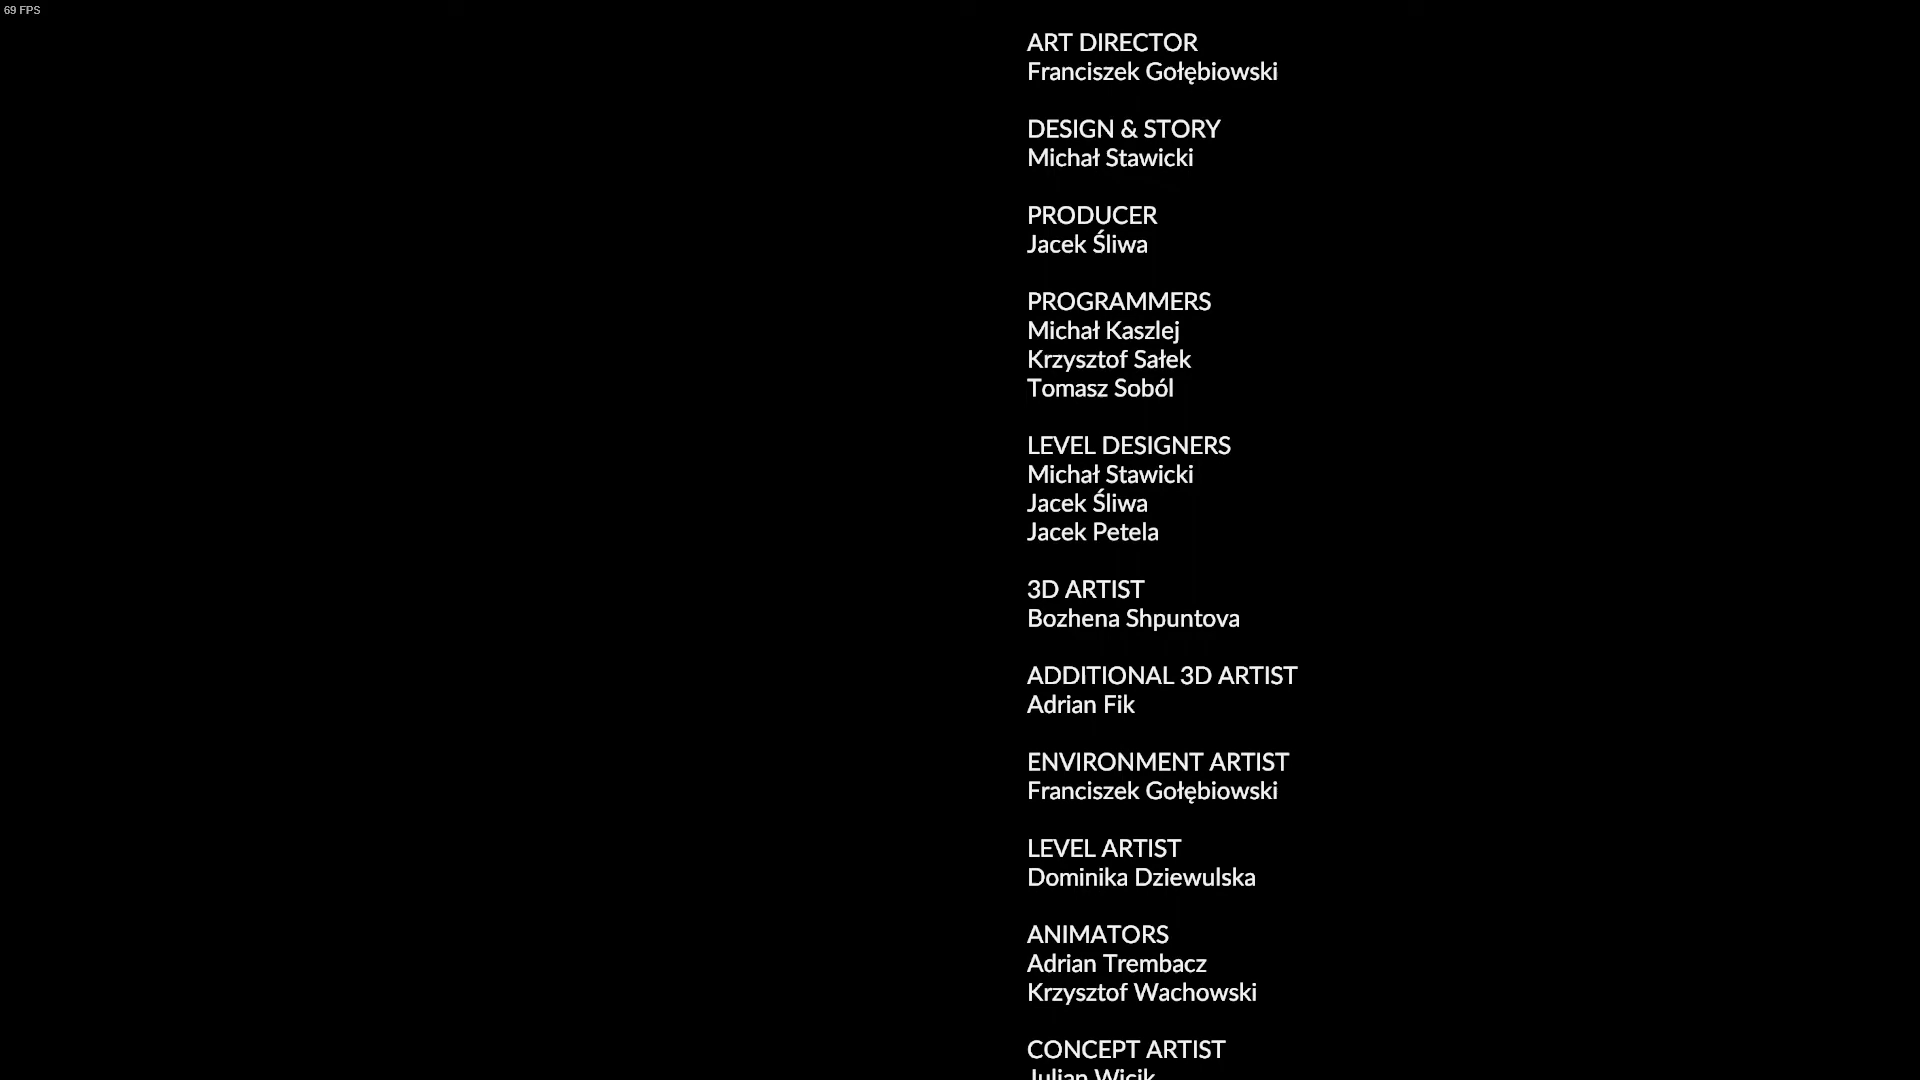 69 FPS
ART DIRECTOR
Franciszek Gołębiowski
DESIGN & STORY
Michał Stawicki
PRODUCER
Jacek Śliwa
PROGRAMMERS
Michał Kaszlej
Krzysztof Sałek
Tomasz Soból
LEVEL DESIGNERS
Michał Stawicki
Jacek Śliwa
Jacek Petela
3D ARTIST
Bozhena Shpuntova
ADDITIONAL 3D ARTIST
Adrian Fik
ENVIRONMENT ARTIST
Franciszek Gołębiowski
LEVEL ARTIST
Dominika Dziewulska
ANIMATORS
Adrian Trembacz
Krzysztof Wachowski
CONCEPT ARTIST
Julian Wicik